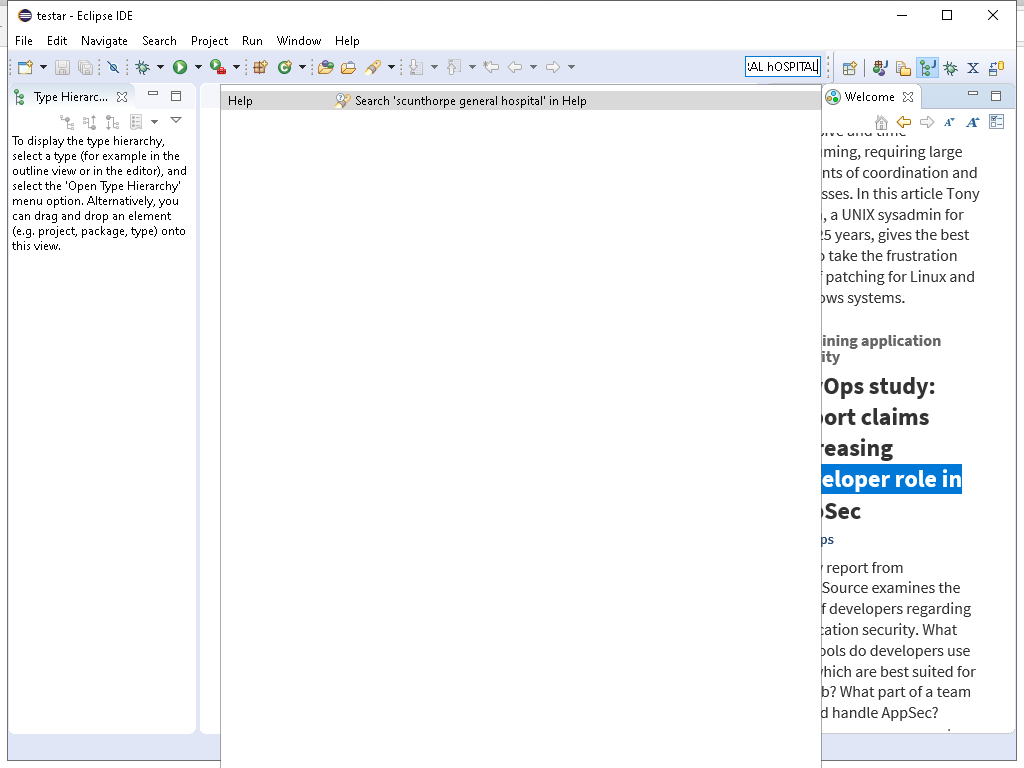 testar - Eclipse IDE
File Edit Navigate Search Project Run Window Help
AL hOSPITAL
Type Hierarc...
Help Search 'scunthorpe general hospital' in Help
Welcome
To display the type hierarchy,
select a type (for example in the
outline view or in the editor), and
select the 'Open Type Hierarchy'
menu option. Alternatively, you
can drag and drop an element
(e.g. project, package, type) onto
this view.
and time
ming, requiring large
nts of coordination and
sses. In this article Tony
, a UNIX sysadmin for
25 years, gives the best
take the frustration
f patching for Linux and
ows systems.
ining application
ity
Ops study:
ort claims
reasing
eloper role in
Sec
ps
report from
Source examines the
f developers regarding
cation security. What
ools do developers use
hich are best suited for
b? What part of a team
d handle AppSec?